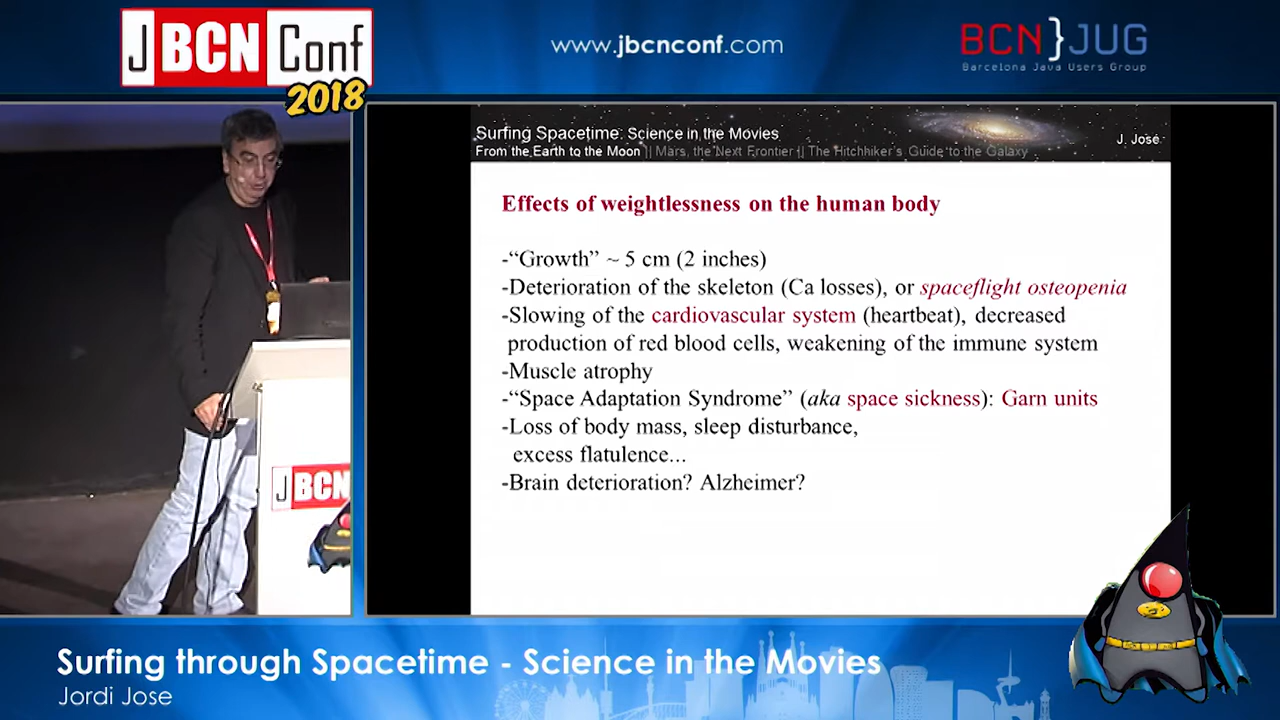 JBCN Conf
2018
www.jbcnconf.com
BCN}JUG
Barcelona Java Users Group
Surfing Spacetime: Science in the Movies
From the Earth to the Moon || Mars, the Next Frontier || The Hitchiker's Guide to the Galaxy
J. José
Effects of weightlessness on the human body
-“Growth” ~ 5 cm (2 inches)
-Deterioration of the skeleton (Ca losses), or spaceflight osteopenia
-Slowing of the cardiovascular system (heartbeat), decreased
production of red blood cells, weakening of the immune system
-Muscle atrophy
-“Space Adaptation Syndrome” (aka space sickness): Garn units
-Loss of body mass, sleep disturbance,
excess flatulence...
-Brain deterioration? Alzheimer?
JBCN
Surfing through Spacetime - Science in the Movies
Jordi Jose